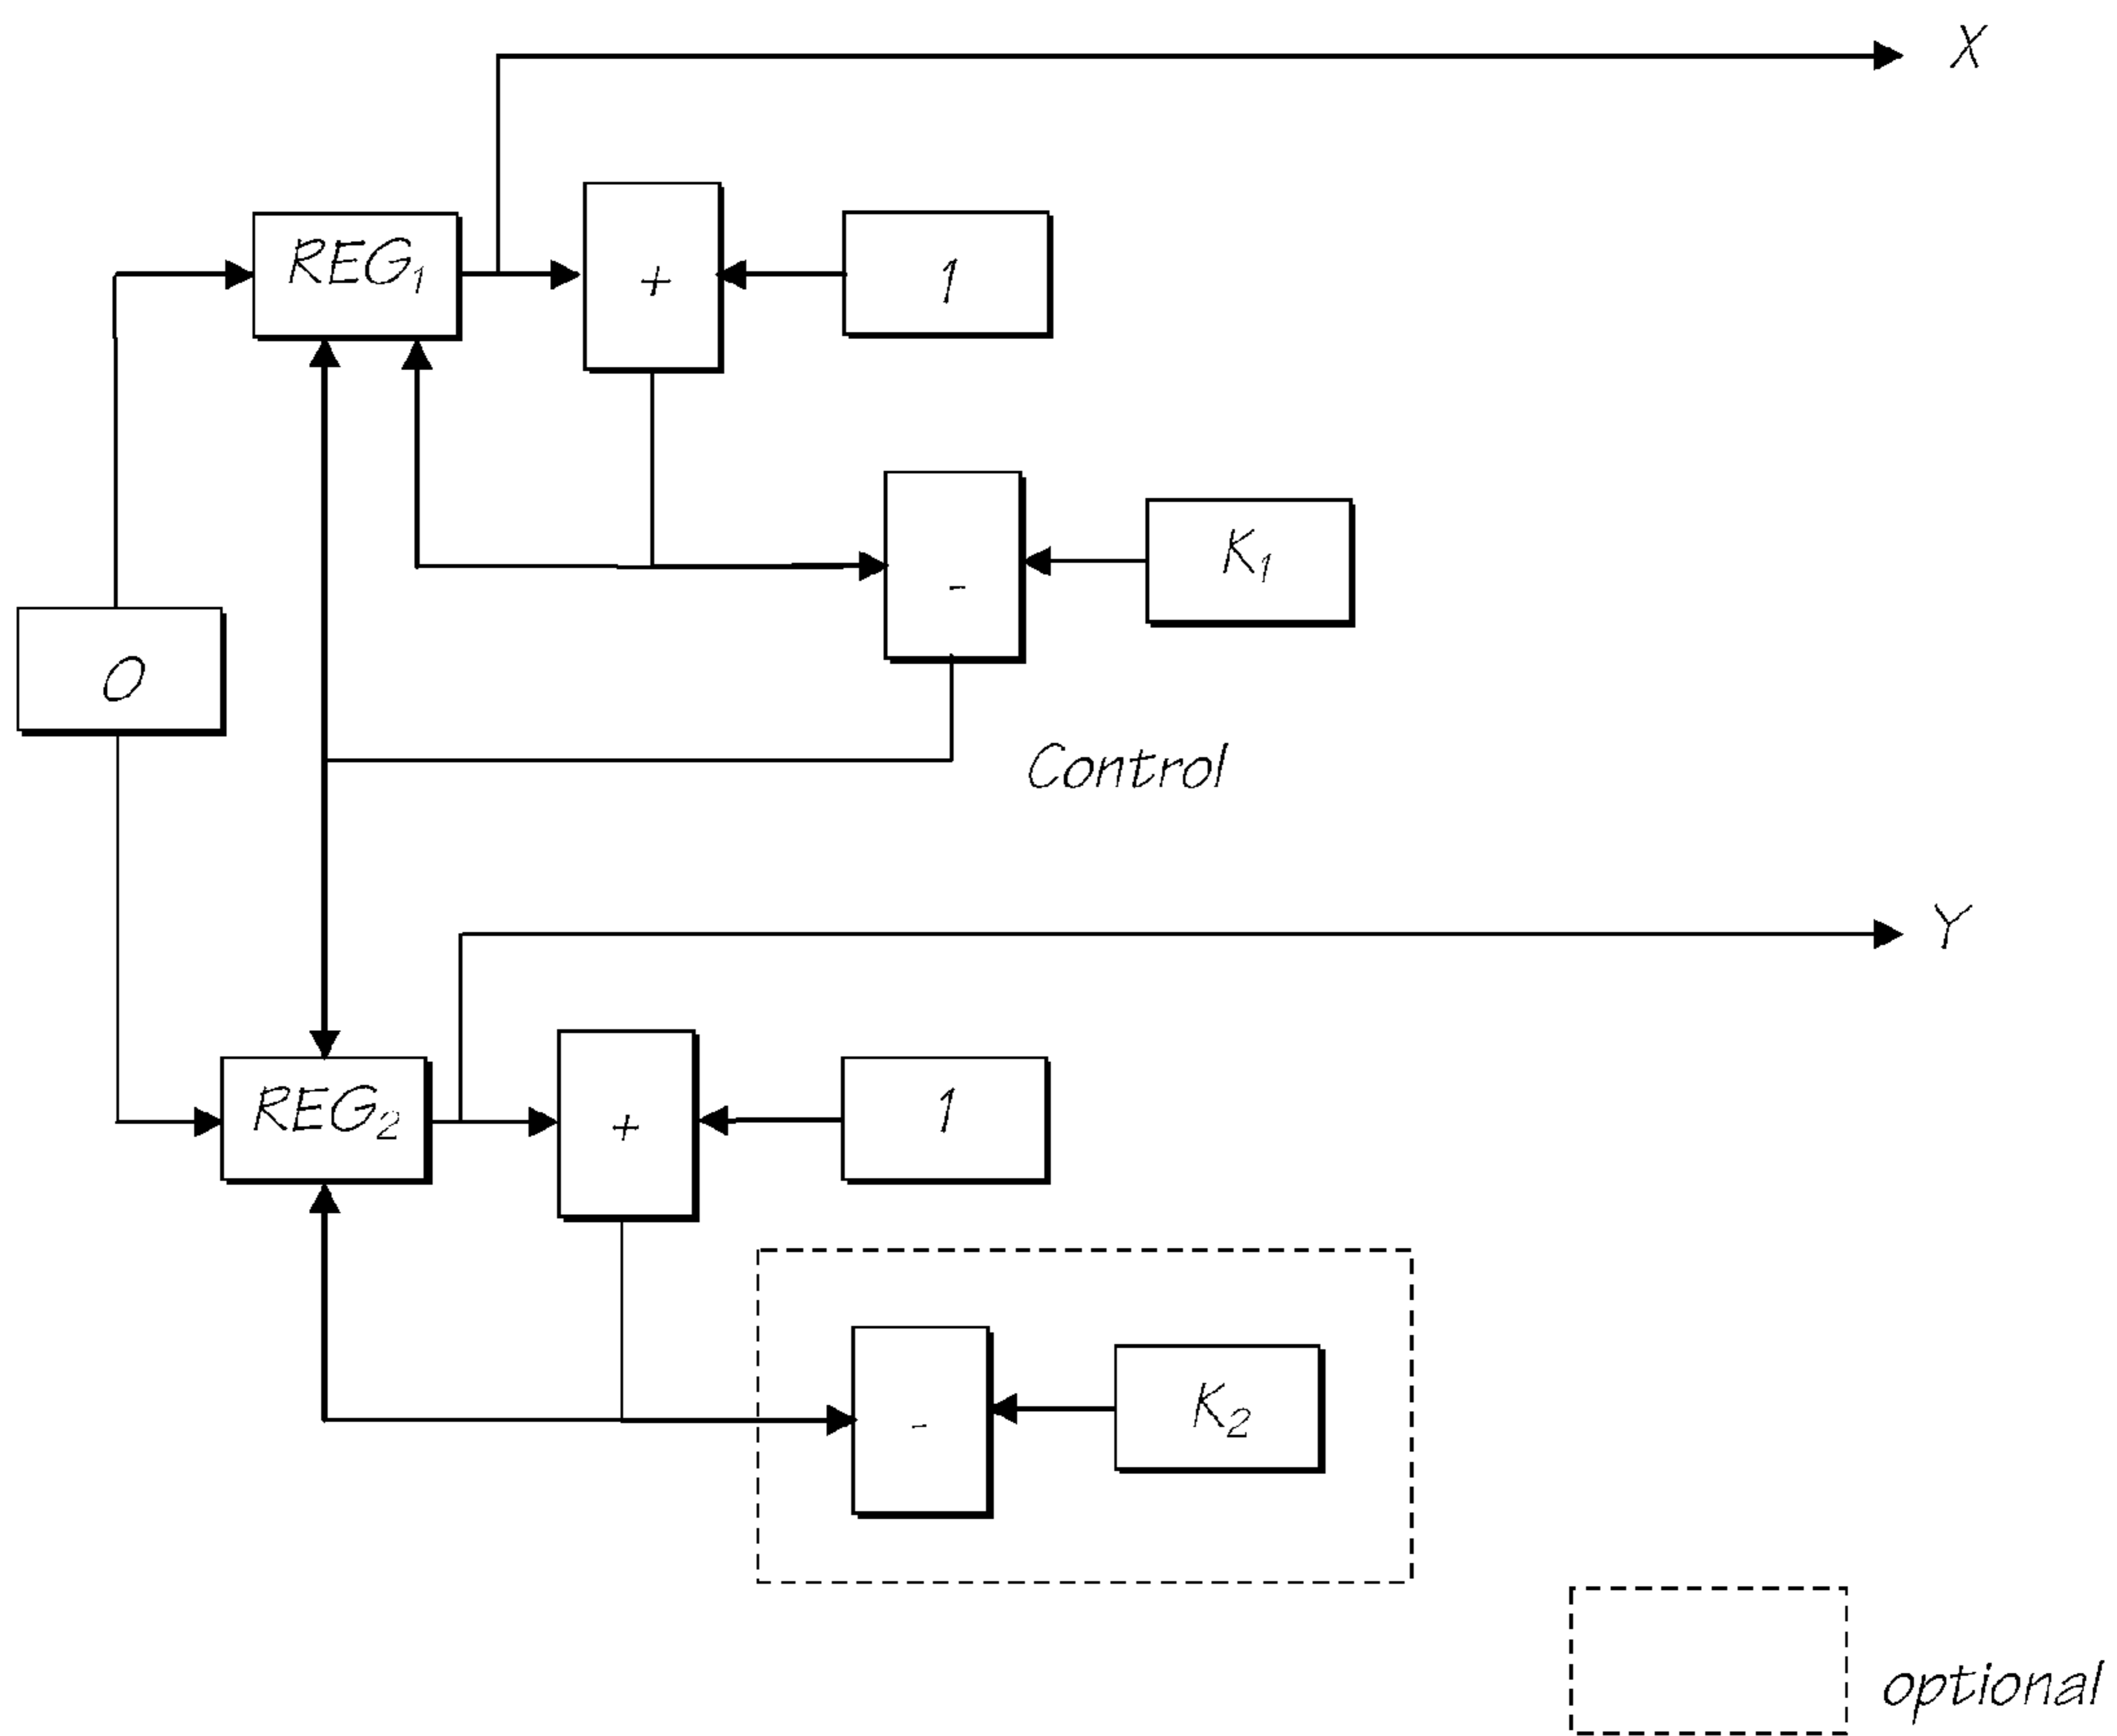 X
REG₁
+
1
K₁
-
0
Control
Y
REG₂
+
1
K₂
-
optional